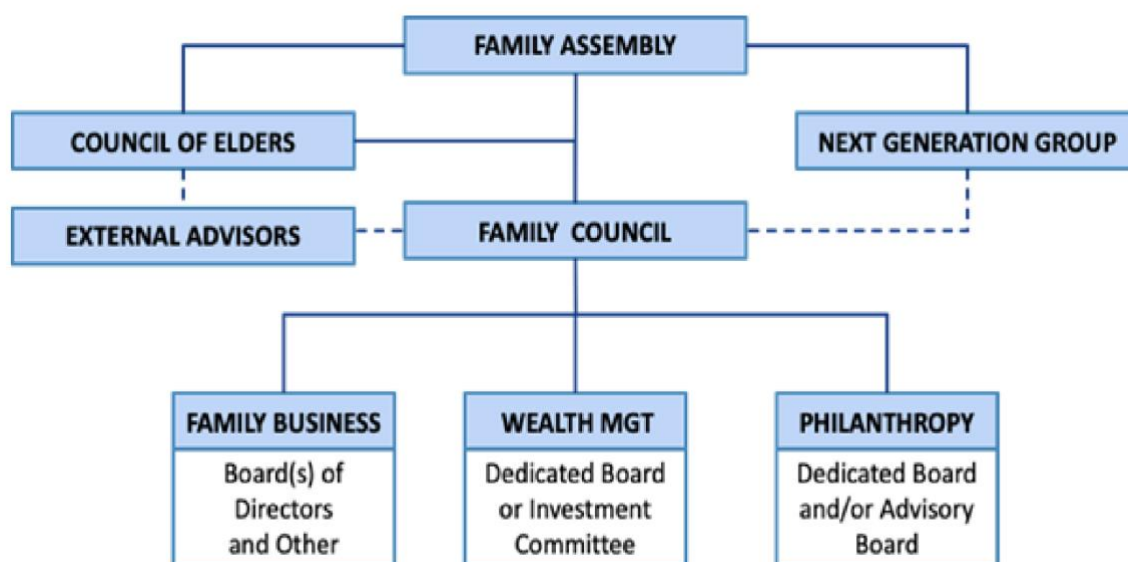 FAMILY ASSEMBLY
COUNCIL OF ELDERS
NEXT GENERATION GROUP
EXTERNAL ADVISORS
FAMILY COUNCIL
FAMILY BUSINESS
Board(s) of
Directors
and Other
WEALTH MGT
Dedicated Board
or Investment
Committee
PHILANTHROPY
Dedicated Board
and/or Advisory
Board